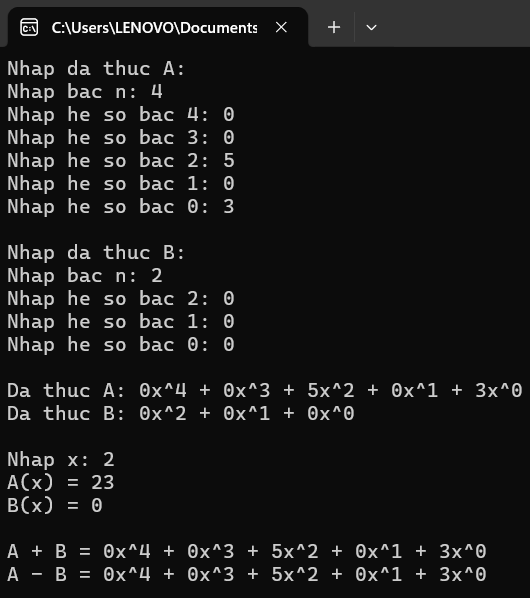 C:\Users\LENOVO\Documents
Nhap da thuc A:
Nhap bac n: 4
Nhap he so bac 4: 0
Nhap he so bac 3: 0
Nhap he so bac 2: 5
Nhap he so bac 1: 0
Nhap he so bac 0: 3
Nhap da thuc B:
Nhap bac n: 2
Nhap he so bac 2: 0
Nhap he so bac 1: 0
Nhap he so bac 0: 0
Da thuc A: 0x^4 + 0x^3 + 5x^2 + 0x^1 + 3x^0
Da thuc B: 0x^2 + 0x^1 + 0x^0
Nhap x: 2
A(x) = 23
B(x) = 0
A + B = 0x^4 + 0x^3 + 5x^2 + 0x^1 + 3x^0
A - B = 0x^4 + 0x^3 + 5x^2 + 0x^1 + 3x^0